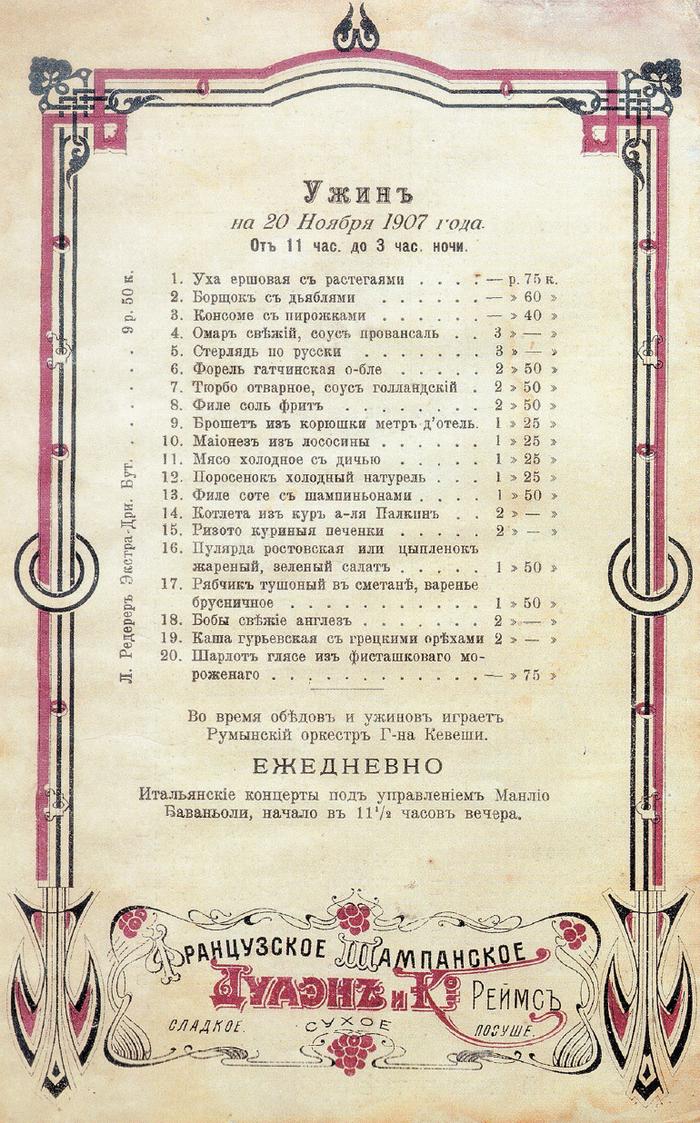 Ужинъ
на 20 Ноября 1907 года.
Отъ 11 час. до 3 час. ночи.
1. Уха ершовая съ растегаями . . . . — р. 75 к.
2. Борщокъ съ дьяблями . . . . . . — » 60 »
3. Консоме съ пирожками . . . . . — » 40 »
4. Омаръ свѣжій, соусъ провансаль . . 3 » — »
5. Стерлядь по русски . . . . . . . 3 » — »
6. Форель гатчинская о-бле . . . . . 2 » 50 »
7. Тюрбо отварное, соусъ голландскій . 2 » 50 »
8. Филе соль фритъ . . . . . . . . 2 » 50 »
9. Брошетъ изъ корюшки метръ д'отель. 1 » 25 »
10. Маіонезъ изъ лососины . . . . . . 1 » 25 »
11. Мясо холодное съ дичью . . . . . 1 » 25 »
12. Поросенокъ холодный натурель . . . 1 » 25 »
13. Филе соте съ шампиньонами . . . . 1 » 50 »
14. Котлета изъ куръ а-ля Палкинъ . . 2 » — »
15. Ризото куриныя печенки . . . . . 2 » — »
16. Пулярда ростовская или цыпленокъ
жареный, зеленый салатъ . . . . . 1 » 50 »
17. Рябчикъ тушоный въ сметанѣ, варенье
брусничное . . . . . . . . . . . 1 » 50 »
18. Бобы свѣжіе англезъ . . . . . . . 2 » — »
19. Каша гурьевская съ грецкими орѣхами 2 » — »
20. Шарлотъ глясе изъ фисташковаго мо-
роженаго . . . . . . . . . . . . — » 75 »
Л. Редереръ Экстра-Дри. Бут. . . . . 9 р. 50 к.
Во время обѣдовъ и ужиновъ играетъ
Румынскій оркестръ Г-на Кевеши.
ЕЖЕДНЕВНО
Итальянскіе концерты подъ управленіемъ Манліо
Баваньоли, начало въ 11 1/2 часовъ вечера.
Французское Шампанское
Дулэнъ и Кнiо Реймсъ
СЛАДКОЕ. СУХОЕ ПОСУШЕ